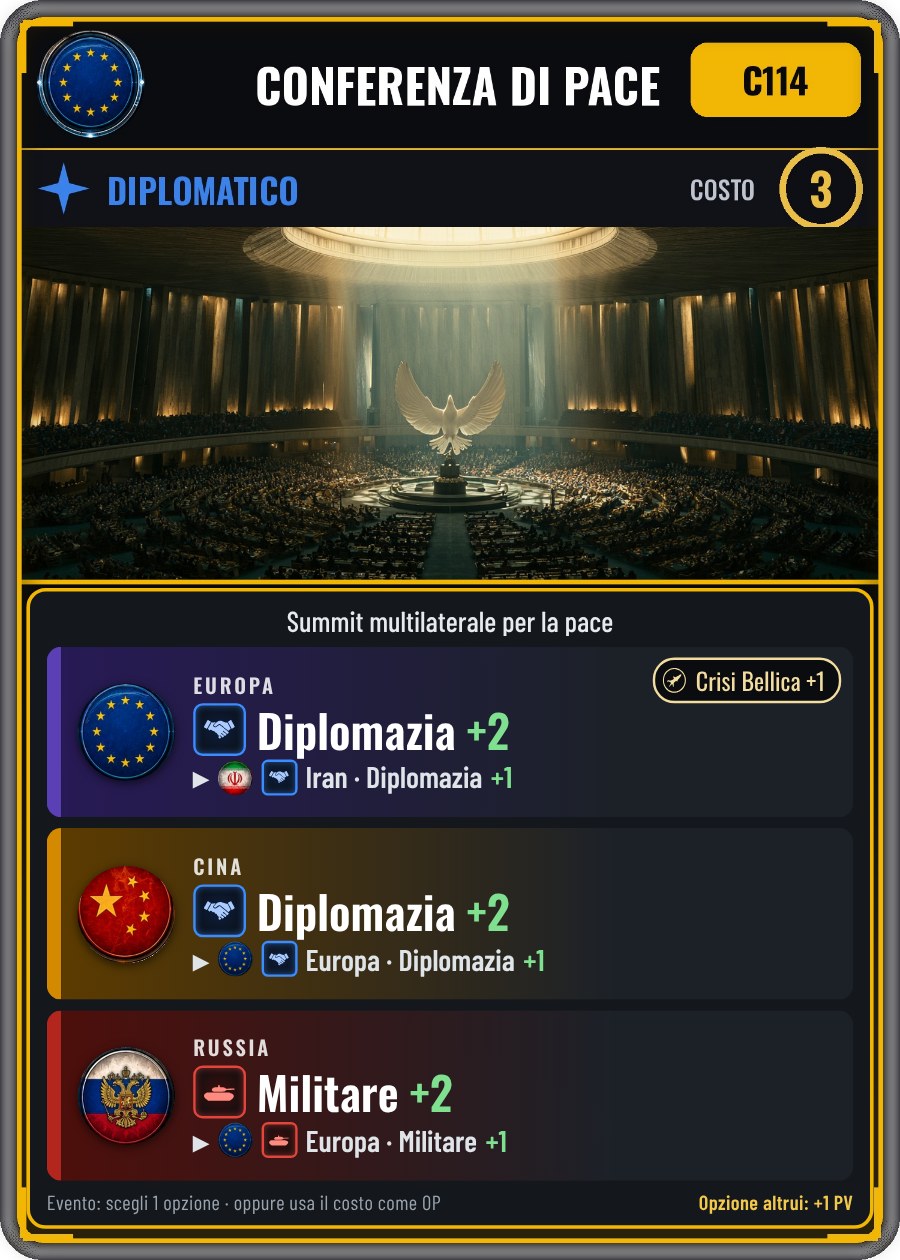 CONFERENZA DI PACE
C114
DIPLOMATICO
COSTO
3
Summit multilaterale per la pace
EUROPA
Crisi Bellica +1
Diplomazia +2
▶ Iran · Diplomazia +1
CINA
Diplomazia +2
▶ Europa · Diplomazia +1
RUSSIA
Militare +2
▶ Europa · Militare +1
Evento: scegli 1 opzione · oppure usa il costo come OP
Opzione altrui: +1 PV